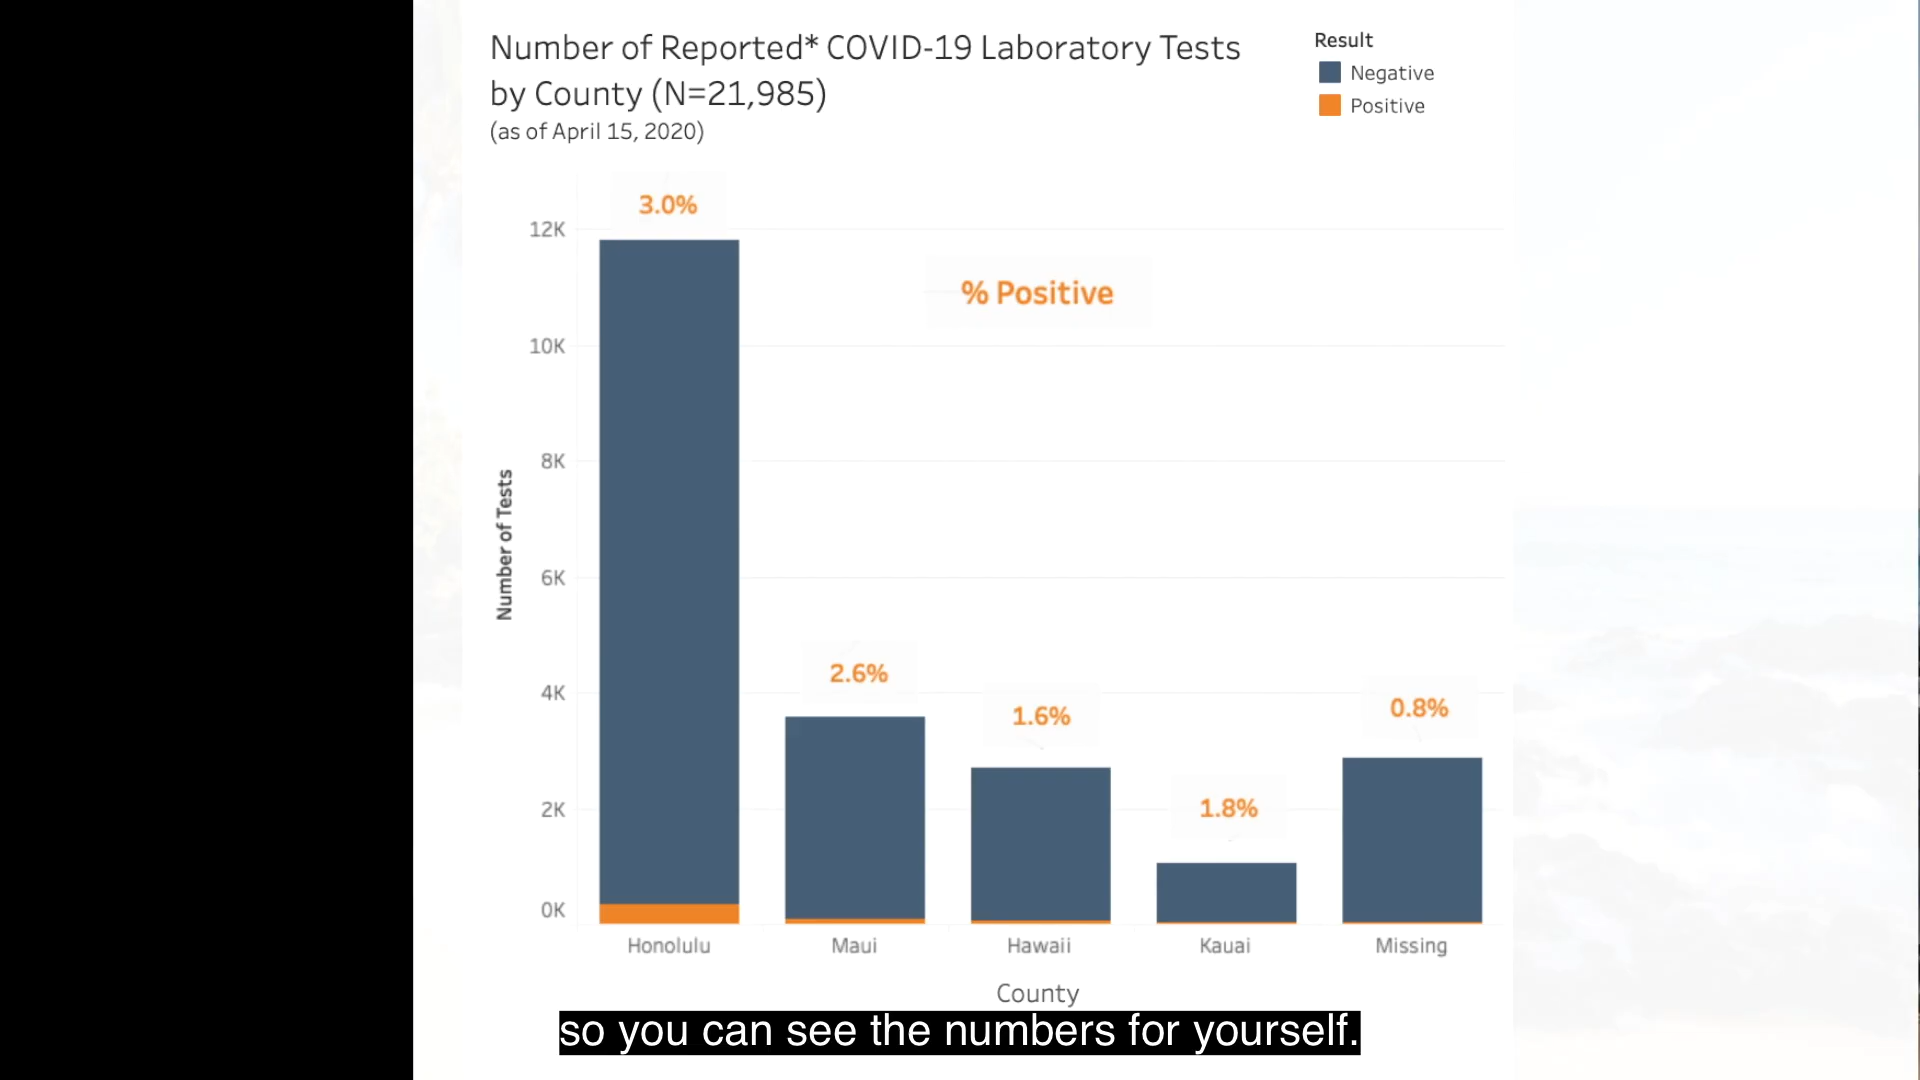 Number of Reported* COVID-19 Laboratory Tests
by County (N=21,985)
(as of April 15, 2020)
Result
Negative
Positive
3.0%
12K
% Positive
10K
8K
Number of Tests
6K
2.6%
4K
1.6%
0.8%
2K
1.8%
0K
Honolulu
Maui
Hawaii
Kauai
Missing
County
so you can see the numbers for yourself.